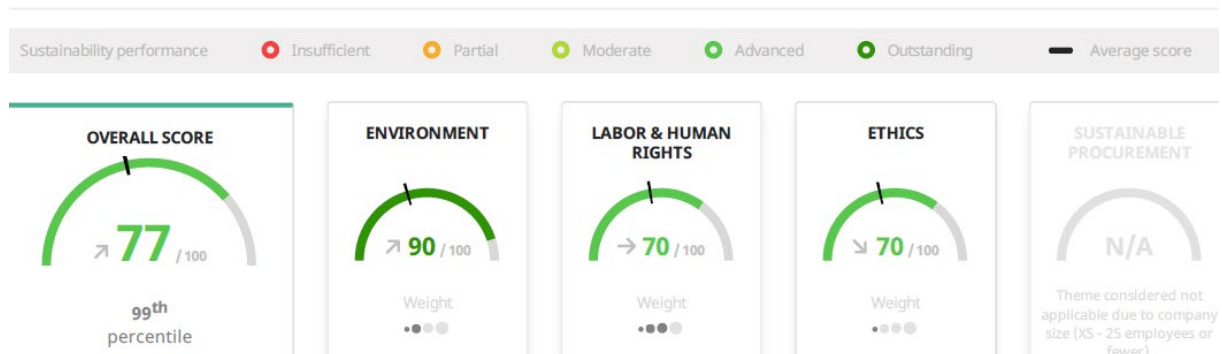 Sustainability performance Insufficient Partial Moderate Advanced Outstanding Average score
OVERALL SCORE
77 / 100
99th
percentile
ENVIRONMENT
90 / 100
Weight
LABOR & HUMAN
RIGHTS
70 / 100
Weight
ETHICS
70 / 100
Weight
SUSTAINABLE
PROCUREMENT
N/A
Theme considered not
applicable due to company
size (XS - 25 employees or
fewer)